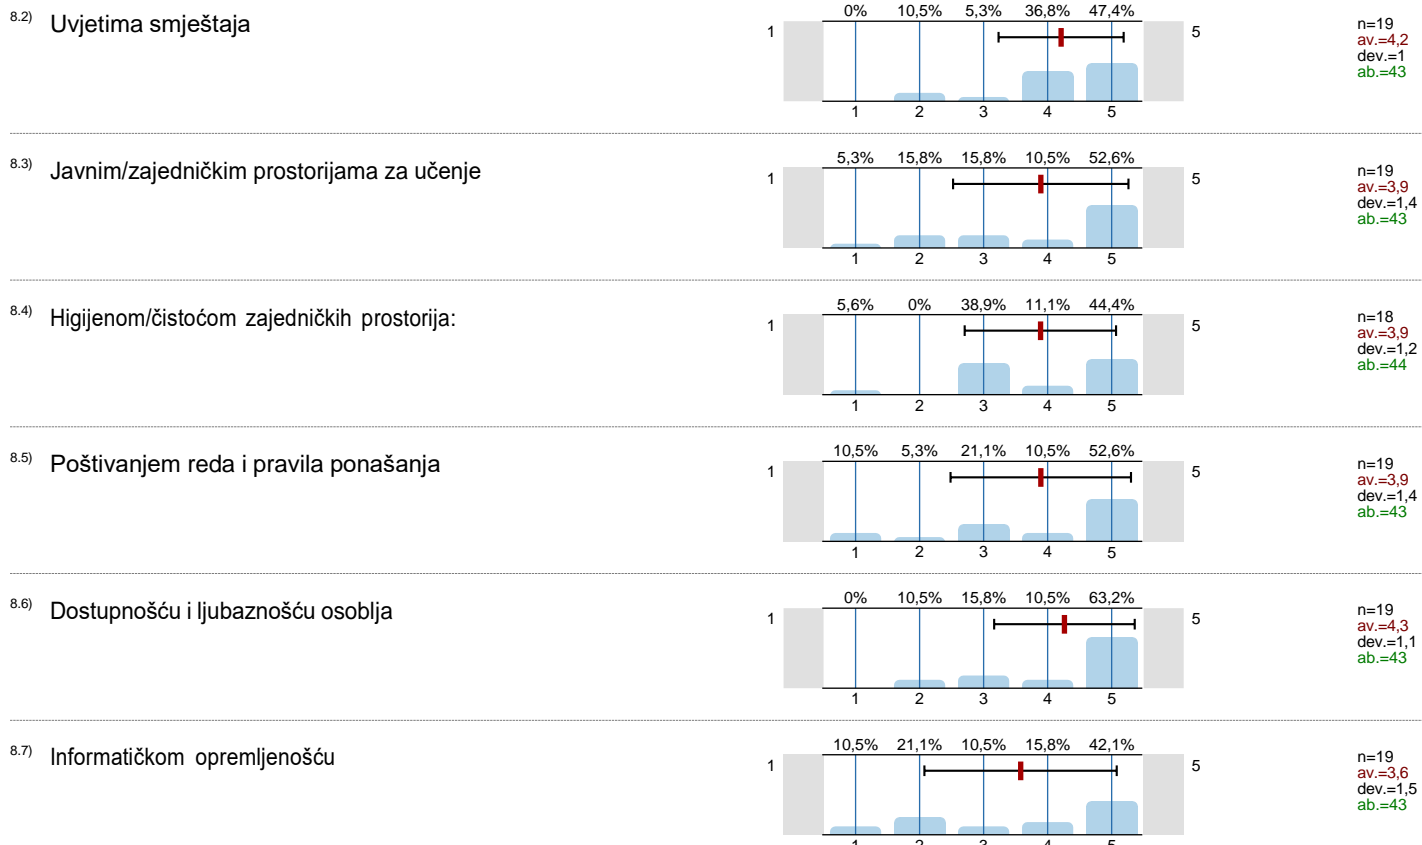 8.2) Uvjetima smještaja
0% 10,5% 5,3% 36,8% 47,4%
1 5
1 2 3 4 5
n=19
av.=4,2
dev.=1
ab.=43
8.3) Javnim/zajedničkim prostorijama za učenje
5,3% 15,8% 15,8% 10,5% 52,6%
1 5
1 2 3 4 5
n=19
av.=3,9
dev.=1,4
ab.=43
8.4) Higijenom/čistoćom zajedničkih prostorija:
5,6% 0% 38,9% 11,1% 44,4%
1 5
1 2 3 4 5
n=18
av.=3,9
dev.=1,2
ab.=44
8.5) Poštivanjem reda i pravila ponašanja
10,5% 5,3% 21,1% 10,5% 52,6%
1 5
1 2 3 4 5
n=19
av.=3,9
dev.=1,4
ab.=43
8.6) Dostupnošću i ljubaznošću osoblja
0% 10,5% 15,8% 10,5% 63,2%
1 5
1 2 3 4 5
n=19
av.=4,3
dev.=1,1
ab.=43
8.7) Informatičkom opremljenošću
10,5% 21,1% 10,5% 15,8% 42,1%
1 5
1 2 3 4 5
n=19
av.=3,6
dev.=1,5
ab.=43